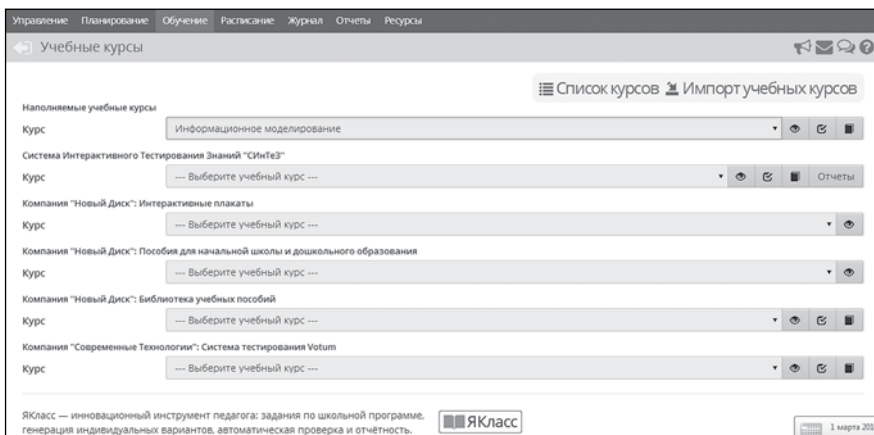 Управление Планирование Обучение Расписание Журнал Отчеты Ресурсы
Учебные курсы
Список курсов Импорт учебных курсов
Наполняемые учебные курсы
Курс Информационное моделирование
Система Интерактивного Тестирования Знаний "СИнТеЗ"
Курс --- Выберите учебный курс --- Отчеты
Компания "Новый Диск": Интерактивные плакаты
Курс --- Выберите учебный курс ---
Компания "Новый Диск": Пособия для начальной школы и дошкольного образования
Курс --- Выберите учебный курс ---
Компания "Новый Диск": Библиотека учебных пособий
Курс --- Выберите учебный курс ---
Компания "Современные Технологии": Система тестирования Votum
Курс --- Выберите учебный курс ---
ЯКласс — инновационный инструмент педагога: задания по школьной программе,
генерация индивидуальных вариантов, автоматическая проверка и отчётность.
ЯКласс
1 марта 201